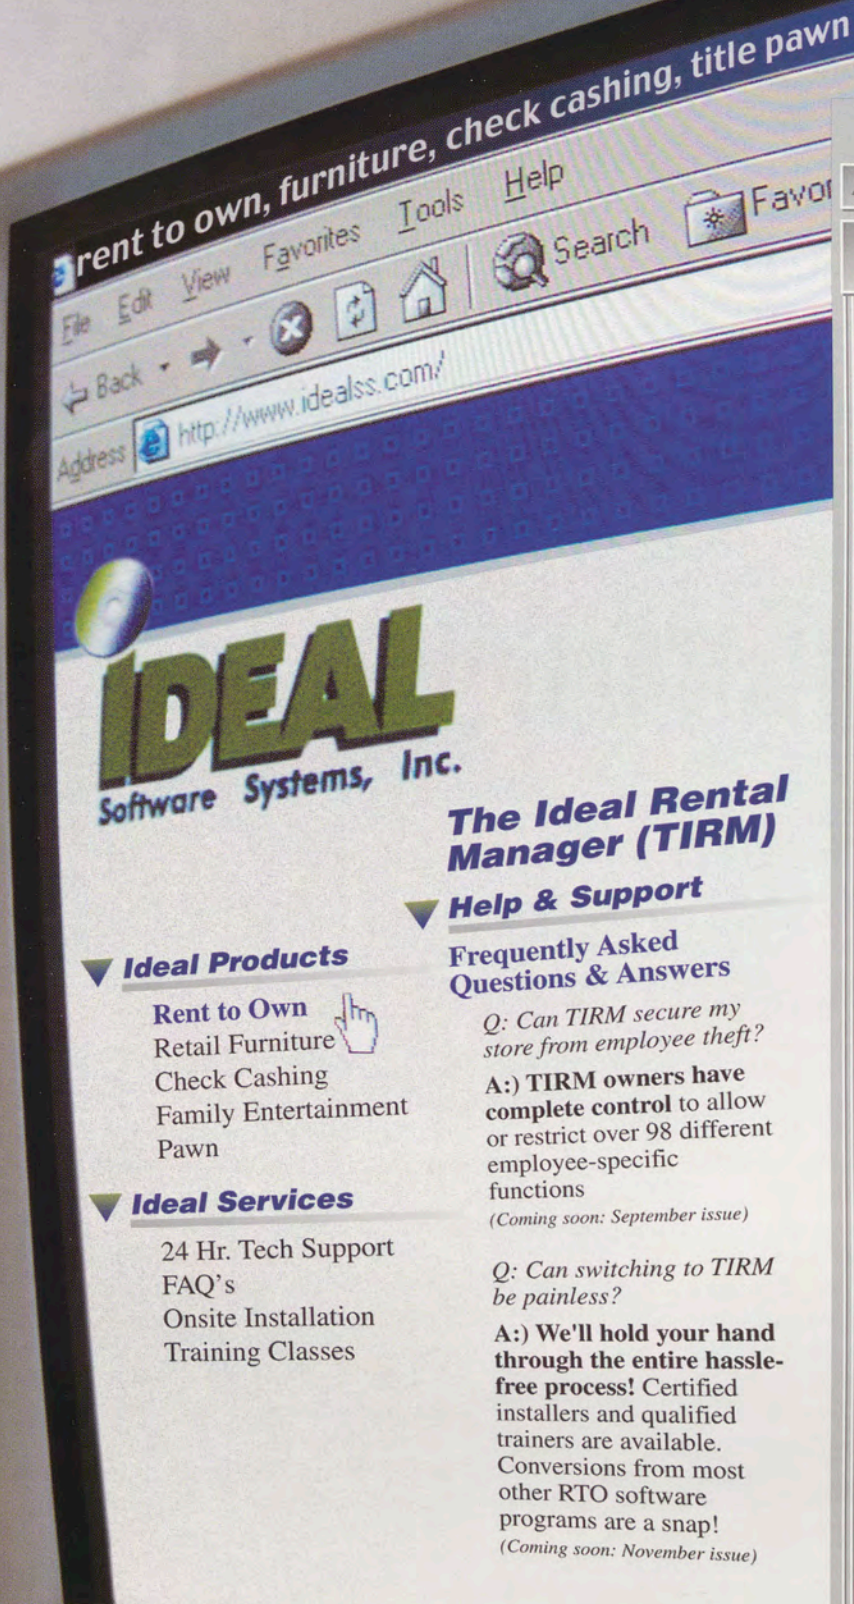 rent to own, furniture, check cashing, title pawn
File Edit View Favorites Tools Help
Back Search Favor
Address http://www.idealss.com/
IDEAL
Software Systems, Inc.
The Ideal Rental
Manager (TIRM)
Help & Support
Frequently Asked
Questions & Answers
Q: Can TIRM secure my
store from employee theft?
A:) TIRM owners have
complete control to allow
or restrict over 98 different
employee-specific
functions
(Coming soon: September issue)
Q: Can switching to TIRM
be painless?
A:) We'll hold your hand
through the entire hassle-
free process! Certified
installers and qualified
trainers are available.
Conversions from most
other RTO software
programs are a snap!
(Coming soon: November issue)
Ideal Products
Rent to Own
Retail Furniture
Check Cashing
Family Entertainment
Pawn
Ideal Services
24 Hr. Tech Support
FAQ's
Onsite Installation
Training Classes